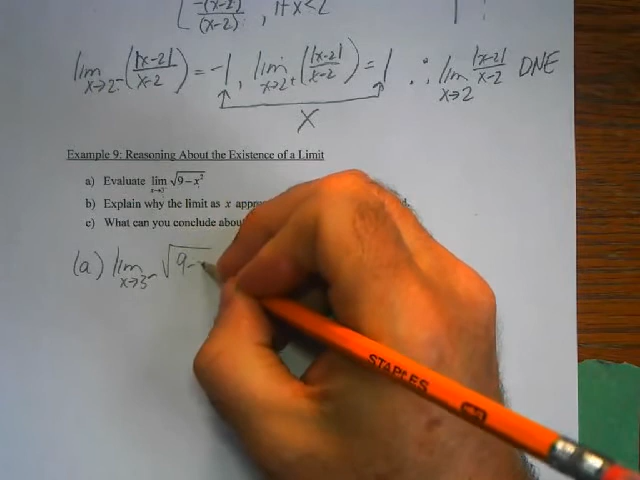 -(x-2)/(x-2), if x<2
lim x→2⁻ (|x-2|/x-2) = -1, lim x→2⁺ (|x-2|/x-2) = 1 ∴ lim x→2 |x-2|/x-2 DNE
X
Example 9: Reasoning About the Existence of a Limit
a) Evaluate lim √9-x²
b) Explain why the limit as x
c) What can you conclude
(a) lim x→3⁻ √9-
STAPLES